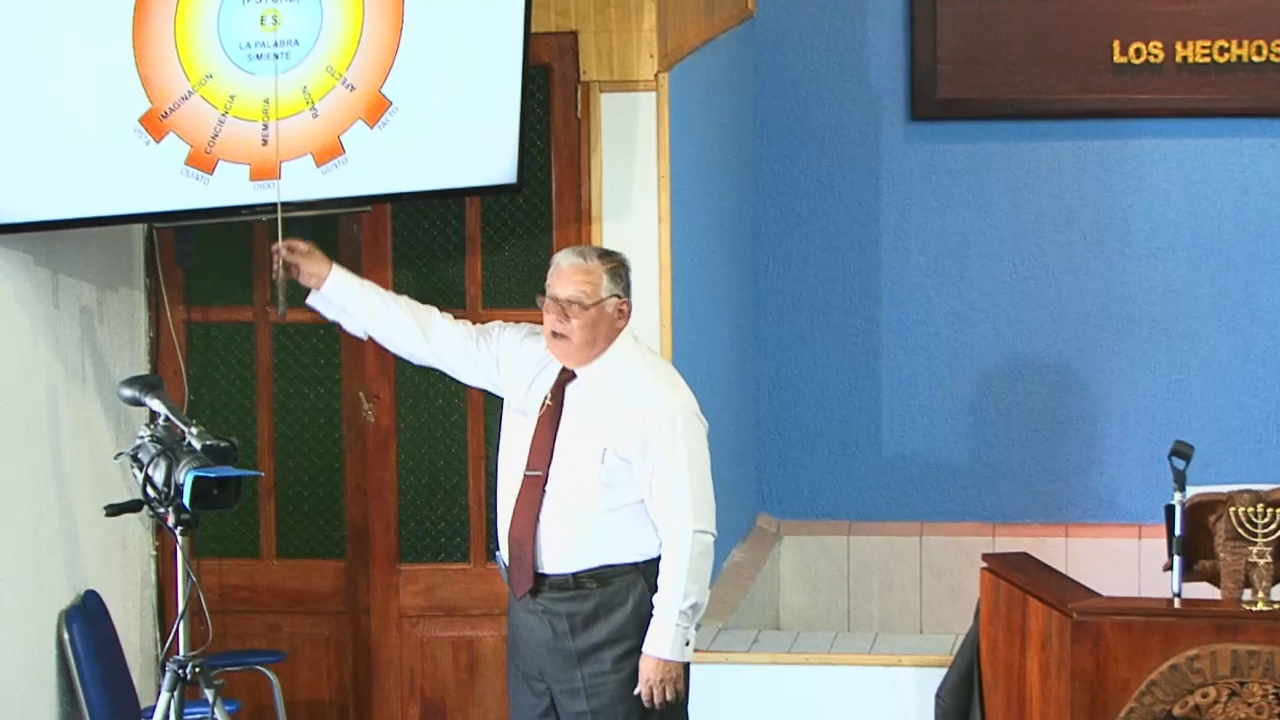 E.S.
LA PALABRA
SIMIENTE
IMAGINACION
CONCIENCIA
MEMORIA
RAZON
AFECTO
VISTA
OLFATO
OIDO
GUSTO
TACTO
LOS HECHOS